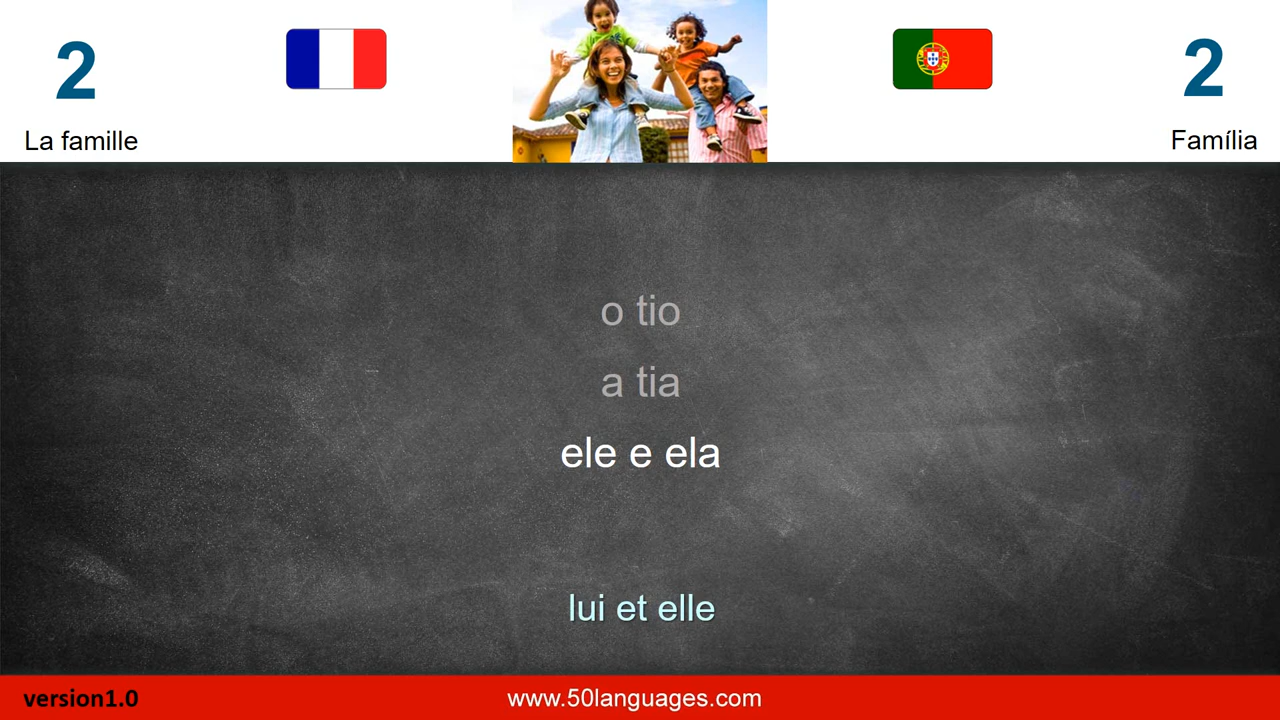 2
La famille
2
Família
o tio
a tia
ele e ela
lui et elle
version1.0
www.50languages.com